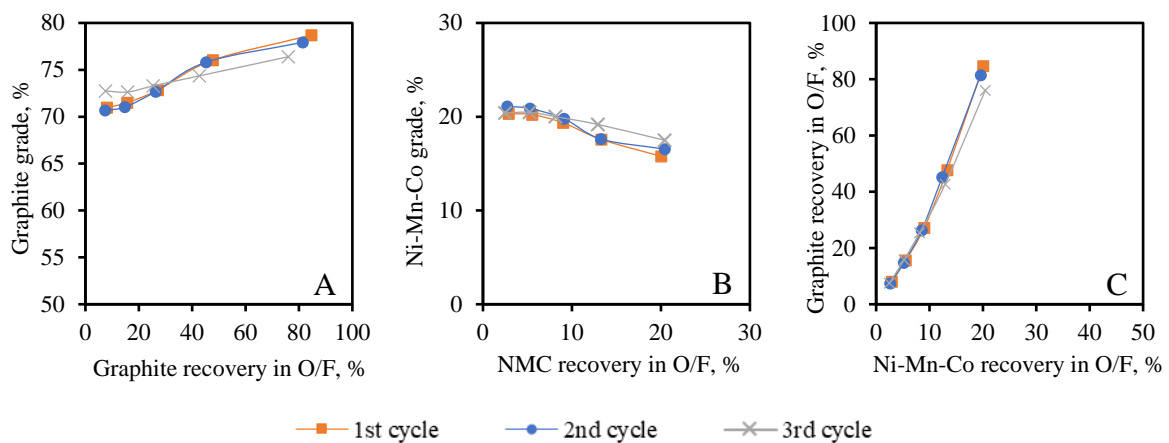 Graphite grade, %
80
75
70
65
60
55
50
0
20
40
60
80
100
Graphite recovery in O/F, %
A
Ni-Mn-Co grade, %
30
20
10
0
0
10
20
30
NMC recovery in O/F, %
B
Graphite recovery in O/F, %
100
80
60
40
20
0
0
10
20
30
40
50
Ni-Mn-Co recovery in O/F, %
C
1st cycle
2nd cycle
3rd cycle